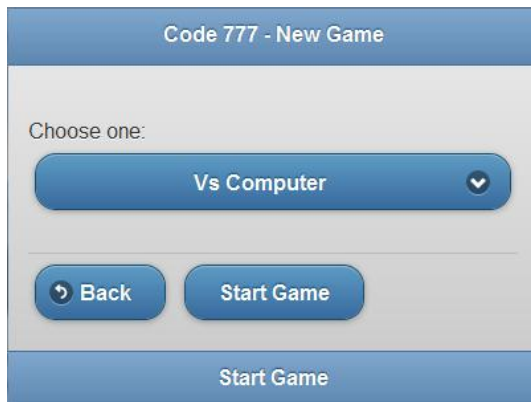 Code 777 - New Game
Choose one:
Vs Computer
Back Start Game
Start Game